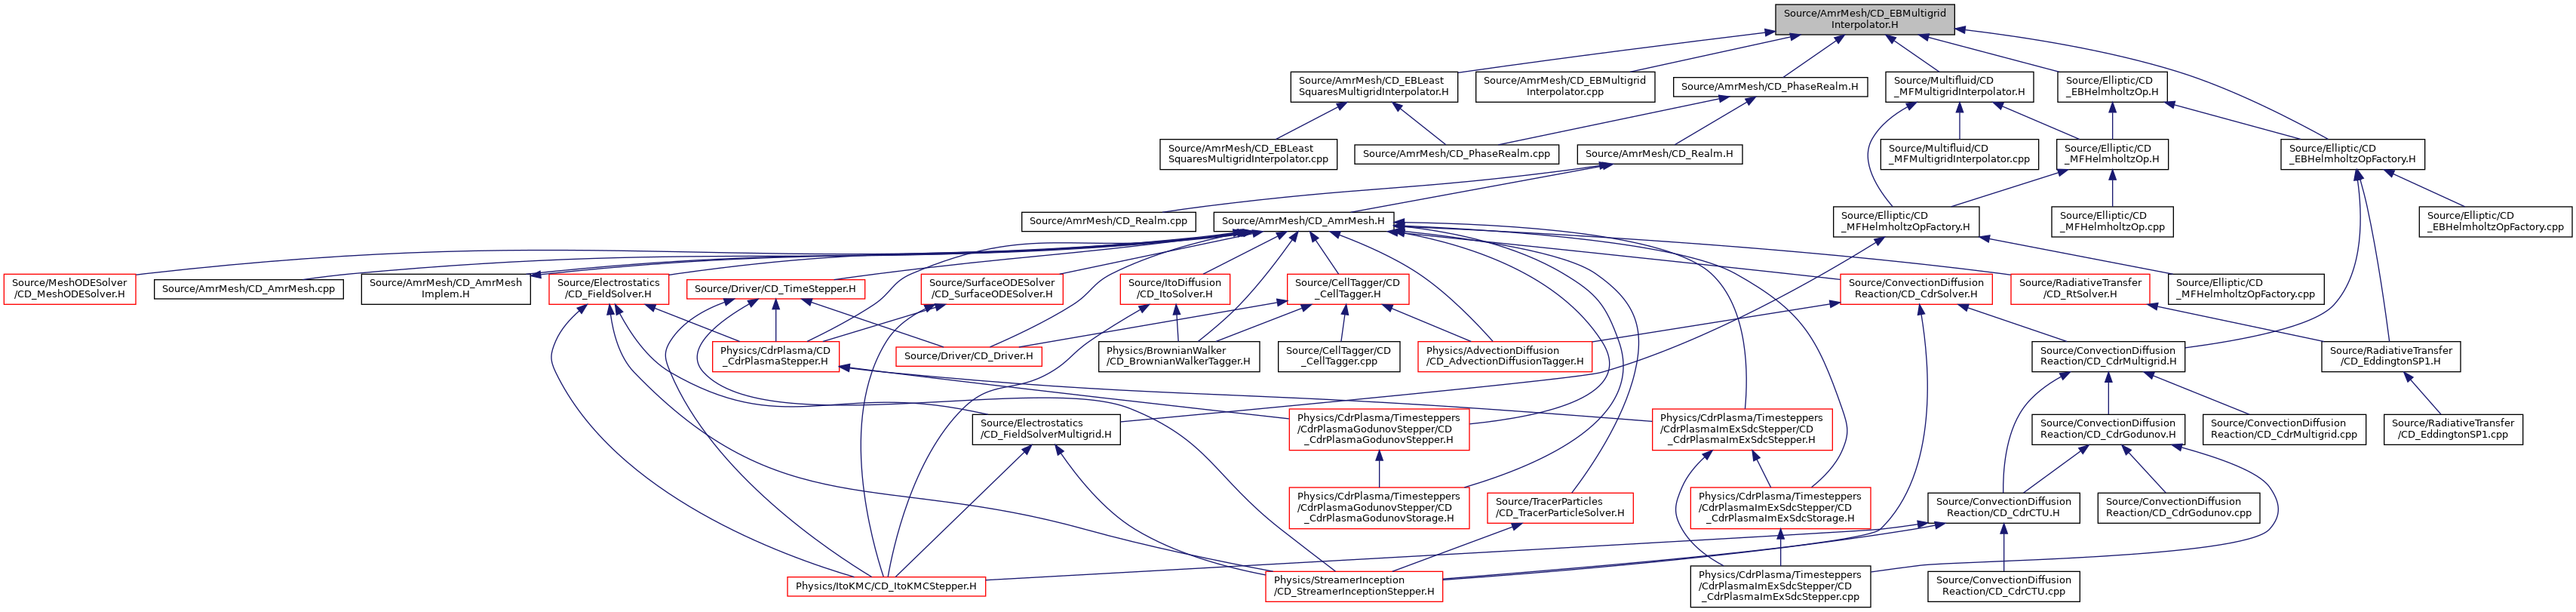 Source/AmrMesh/CD_EBMultigrid
Interpolator.H
Source/AmrMesh/CD_EBLeast
SquaresMultigridInterpolator.H
Source/AmrMesh/CD_EBMultigrid
Interpolator.cpp
Source/AmrMesh/CD_PhaseRealm.H
Source/Multifluid/CD
_MFMultigridInterpolator.H
Source/Elliptic/CD
_EBHelmholtzOp.H
Source/AmrMesh/CD_EBLeast
SquaresMultigridInterpolator.cpp
Source/AmrMesh/CD_PhaseRealm.cpp
Source/AmrMesh/CD_Realm.H
Source/Multifluid/CD
_MFMultigridInterpolator.cpp
Source/Elliptic/CD
_MFHelmholtzOp.H
Source/Elliptic/CD
_EBHelmholtzOpFactory.H
Source/AmrMesh/CD_Realm.cpp
Source/AmrMesh/CD_AmrMesh.H
Source/Elliptic/CD
_MFHelmholtzOpFactory.H
Source/Elliptic/CD
_MFHelmholtzOp.cpp
Source/Elliptic/CD
_EBHelmholtzOpFactory.cpp
Source/MeshODESolver
/CD_MeshODESolver.H
Source/AmrMesh/CD_AmrMesh.cpp
Source/AmrMesh/CD_AmrMesh
Implem.H
Source/Electrostatics
/CD_FieldSolver.H
Source/Driver/CD_TimeStepper.H
Source/SurfaceODESolver
/CD_SurfaceODESolver.H
Source/ItoDiffusion
/CD_ItoSolver.H
Source/CellTagger/CD
_CellTagger.H
Source/ConvectionDiffusion
Reaction/CD_CdrSolver.H
Source/RadiativeTransfer
/CD_RtSolver.H
Source/Elliptic/CD
_MFHelmholtzOpFactory.cpp
Physics/CdrPlasma/CD
_CdrPlasmaStepper.H
Source/Driver/CD_Driver.H
Physics/BrownianWalker
/CD_BrownianWalkerTagger.H
Source/CellTagger/CD
_CellTagger.cpp
Physics/AdvectionDiffusion
/CD_AdvectionDiffusionTagger.H
Source/ConvectionDiffusion
Reaction/CD_CdrMultigrid.H
Source/RadiativeTransfer
/CD_EddingtonSP1.H
Source/Electrostatics
/CD_FieldSolverMultigrid.H
Physics/CdrPlasma/Timesteppers
/CdrPlasmaGodunovStepper/CD
_CdrPlasmaGodunovStepper.H
Physics/CdrPlasma/Timesteppers
/CdrPlasmaImExSdcStepper/CD
_CdrPlasmaImExSdcStepper.H
Source/ConvectionDiffusion
Reaction/CD_CdrGodunov.H
Source/ConvectionDiffusion
Reaction/CD_CdrMultigrid.cpp
Source/RadiativeTransfer
/CD_EddingtonSP1.cpp
Physics/CdrPlasma/Timesteppers
/CdrPlasmaGodunovStepper/CD
_CdrPlasmaGodunovStorage.H
Source/TracerParticles
/CD_TracerParticleSolver.H
Physics/CdrPlasma/Timesteppers
/CdrPlasmaImExSdcStepper/CD
_CdrPlasmaImExSdcStorage.H
Source/ConvectionDiffusion
Reaction/CD_CdrCTU.H
Source/ConvectionDiffusion
Reaction/CD_CdrGodunov.cpp
Physics/ItoKMC/CD_ItoKMCStepper.H
Physics/StreamerInception
/CD_StreamerInceptionStepper.H
Physics/CdrPlasma/Timesteppers
/CdrPlasmaImExSdcStepper/CD
_CdrPlasmaImExSdcStepper.cpp
Source/ConvectionDiffusion
Reaction/CD_CdrCTU.cpp